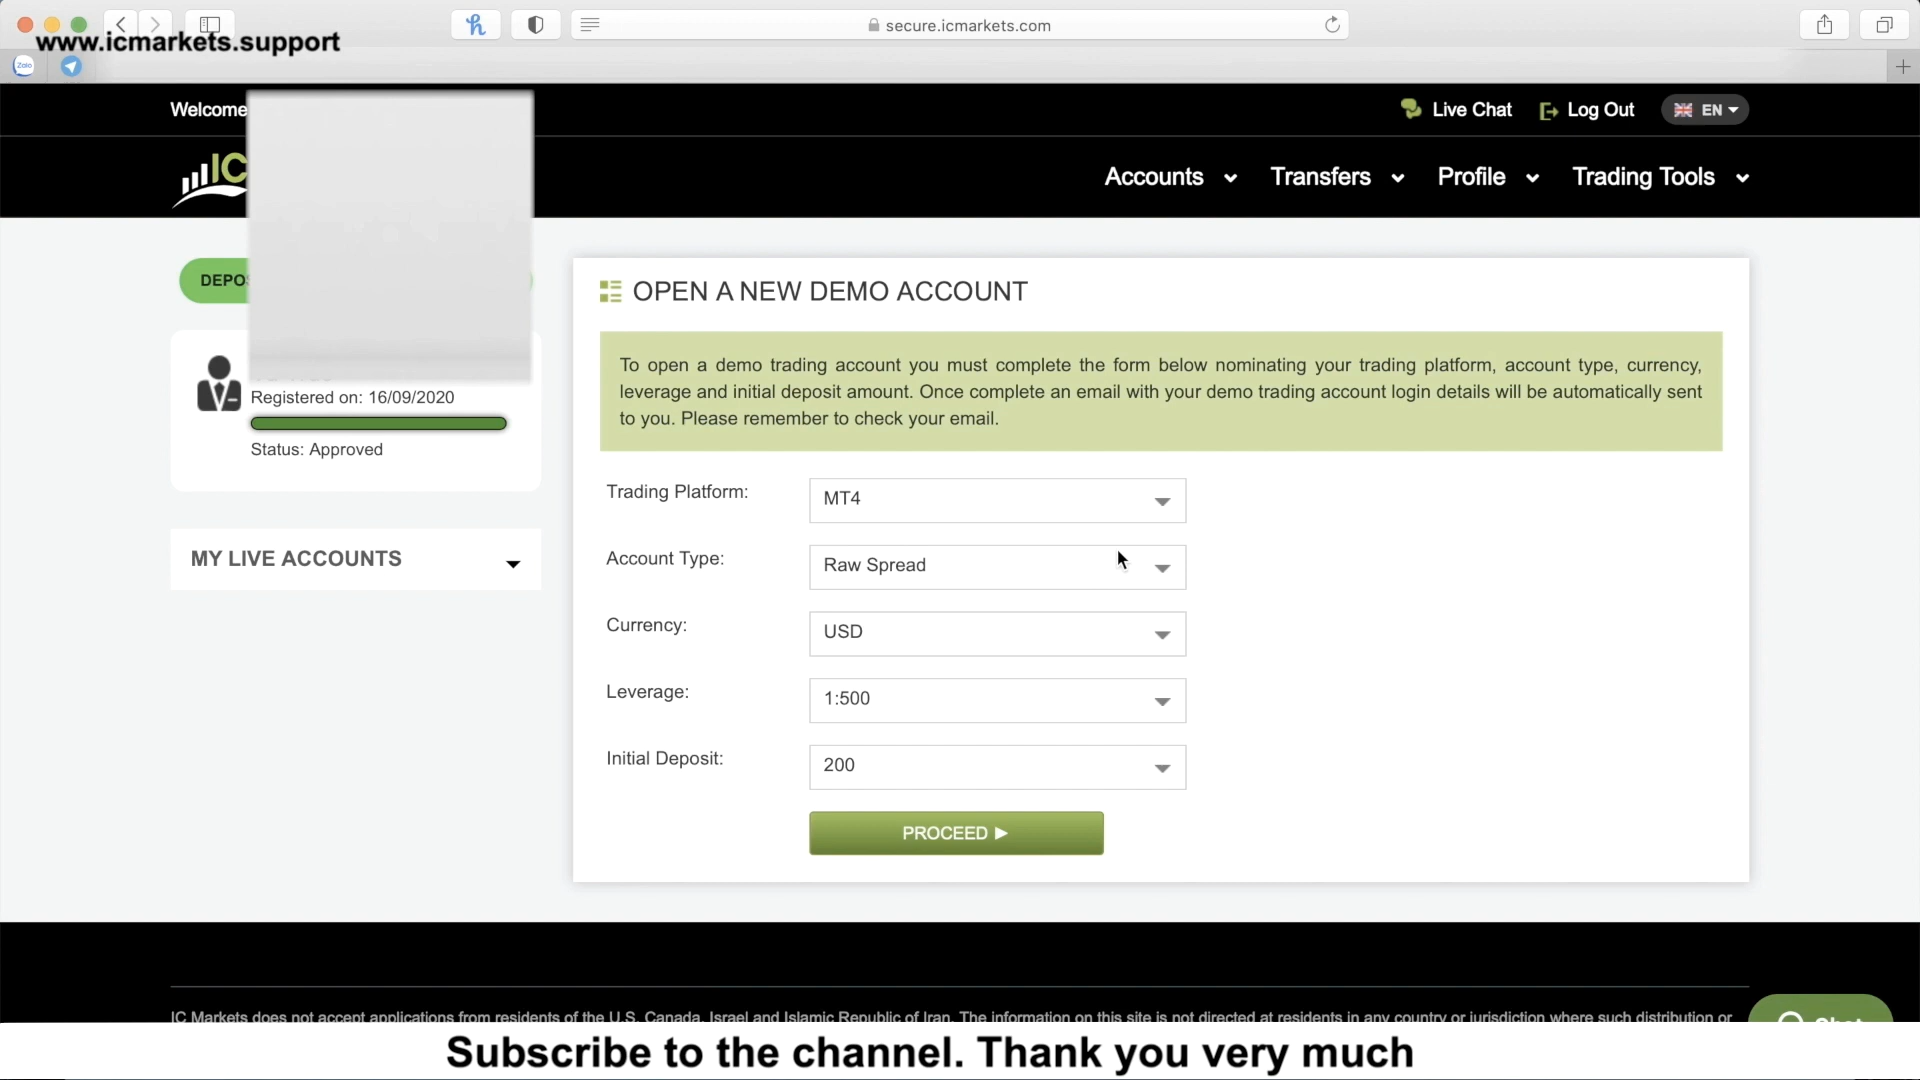 secure.icmarkets.com
www.icmarkets.support
Zalo
Welcome
Live Chat
Log Out
EN
IC
Accounts
Transfers
Profile
Trading Tools
OPEN A NEW DEMO ACCOUNT
To open a demo trading account you must complete the form below nominating your trading platform, account type, currency,
leverage and initial deposit amount. Once complete an email with your demo trading account login details will be automatically sent
to you. Please remember to check your email.
Registered on: 16/09/2020
Status: Approved
MY LIVE ACCOUNTS
Trading Platform: MT4
Account Type: Raw Spread
Currency: USD
Leverage: 1:500
Initial Deposit: 200
PROCEED ▶
IC Markets does not accept applications from residents of the U.S, Canada, Israel and Islamic Republic of Iran. The information on this site is not directed at residents in any country or jurisdiction where such distribution or
Chat
Subscribe to the channel. Thank you very much